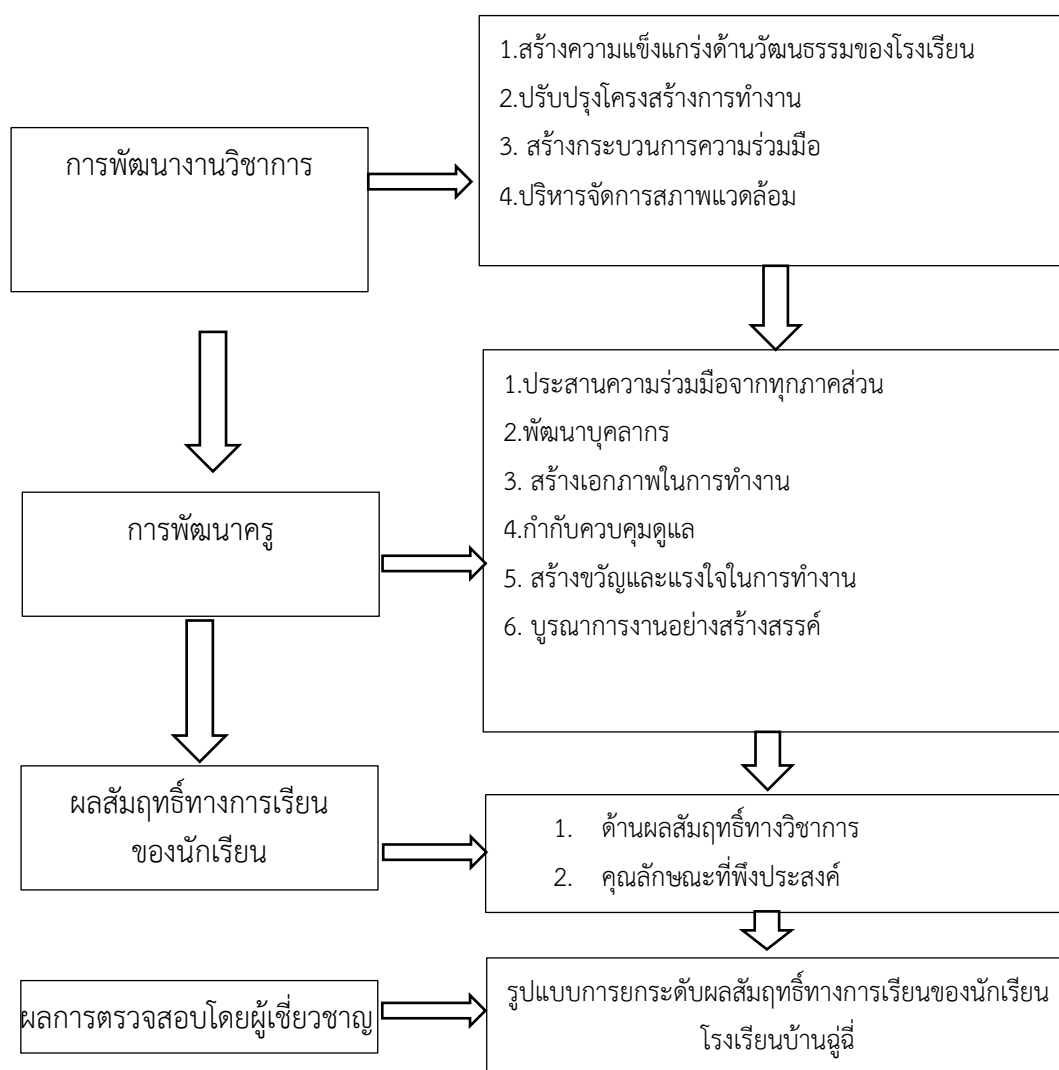 การพัฒนางานวิชาการ
1.สร้างความแข็งแกร่งด้านวัฒนธรรมของโรงเรียน
2.ปรับปรุงโครงสร้างการทำงาน
3. สร้างกระบวนการความร่วมมือ
4.ปริหารจัดการสภาพแวดล้อม
การพัฒนาครู
1.ประสานความร่วมมือจากทุกภาคส่วน
2.พัฒนาบุคลากร
3. สร้างเอกภาพในการทำงาน
4.กำกับควบคุมดูแล
5. สร้างขวัญและแรงใจในการทำงาน
6. บูรณาการงานอย่างสร้างสรรค์
ผลสัมฤทธิ์ทางการเรียน
ของนักเรียน
1. ด้านผลสัมฤทธิ์ทางวิชาการ
2. คุณลักษณะที่พึงประสงค์
ผลการตรวจสอบโดยผู้เชี่ยวชาญ
รูปแบบการยกระดับผลสัมฤทธิ์ทางการเรียนของนักเรียน
โรงเรียนบ้านฉู่ฉี่